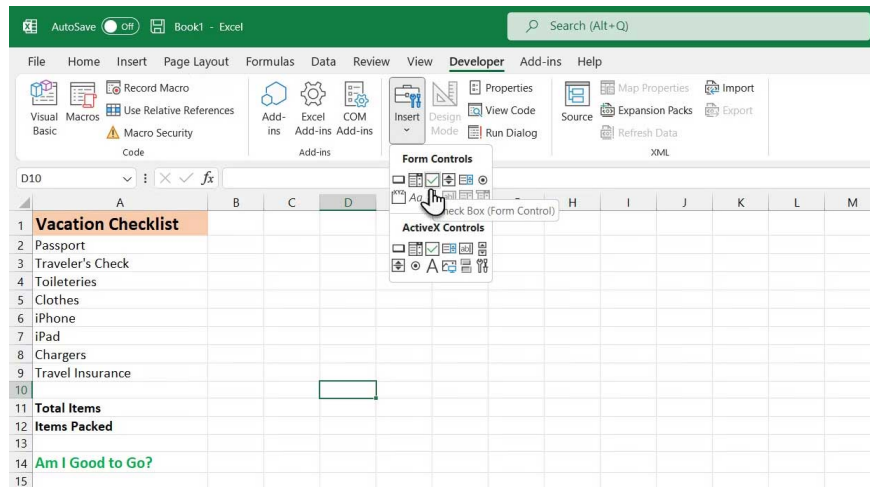 AutoSave Off Book1 - Excel Search (Alt+Q)
File Home Insert Page Layout Formulas Data Review View Developer Add-ins Help
Visual Basic
Macros
Record Macro
Use Relative References
Macro Security
Code
Add-ins
Excel Add-ins
COM Add-ins
Add-ins
Insert
Design Mode
Properties
View Code
Run Dialog
Source
Map Properties
Expansion Packs
Refresh Data
Import
Export
XML
D10 fx
Form Controls
Aa
Check Box (Form Control)
ActiveX Controls
A B C D H I J K L M
1 Vacation Checklist
2 Passport
3 Traveler's Check
4 Toileteries
5 Clothes
6 iPhone
7 iPad
8 Chargers
9 Travel Insurance
10
11 Total Items
12 Items Packed
13
14 Am I Good to Go?
15